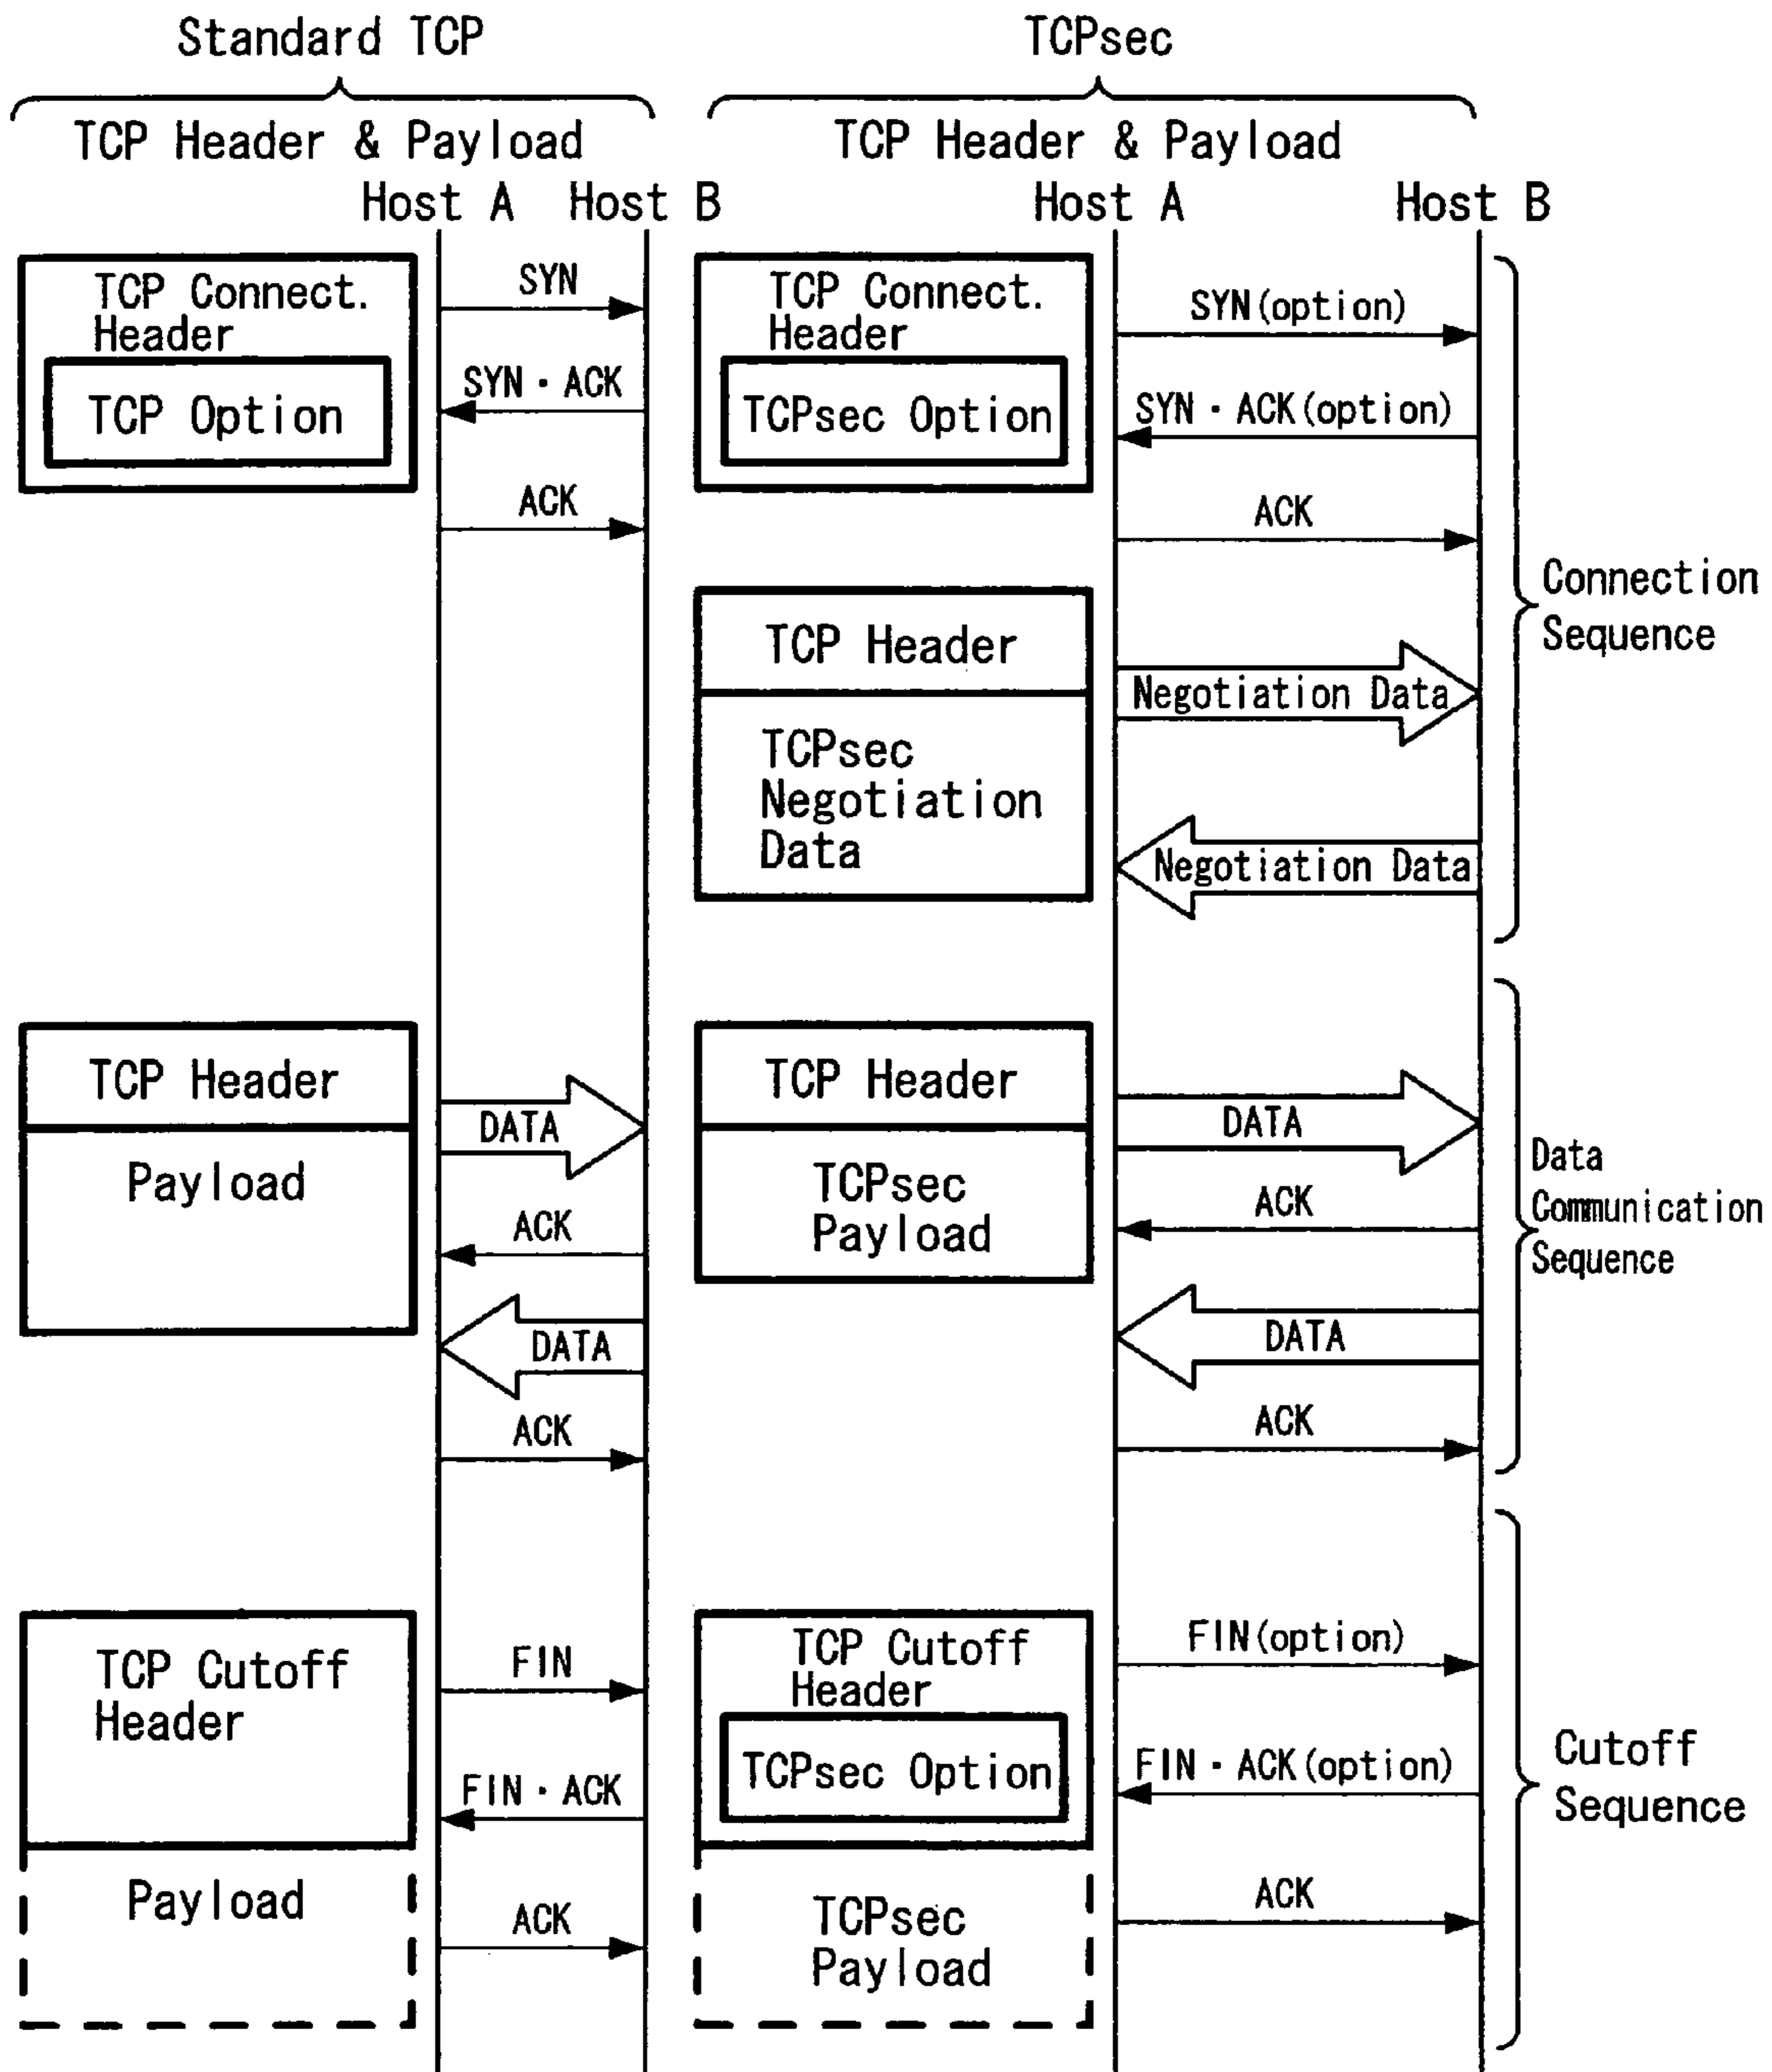 Standard TCP
TCPsec
TCP Header & Payload
TCP Header & Payload
Host A
Host B
Host A
Host B
TCP Connect.
Header
TCP Option
SYN
SYN・ACK
ACK
TCP Connect.
Header
TCPsec Option
SYN(option)
SYN・ACK(option)
ACK
TCP Header
TCPsec
Negotiation
Data
Negotiation Data
Negotiation Data
Connection
Sequence
TCP Header
Payload
DATA
ACK
DATA
ACK
TCP Header
TCPsec
Payload
DATA
ACK
DATA
ACK
Data
Communication
Sequence
TCP Cutoff
Header
Payload
FIN
FIN・ACK
ACK
TCP Cutoff
Header
TCPsec Option
TCPsec
Payload
FIN(option)
FIN・ACK(option)
ACK
Cutoff
Sequence